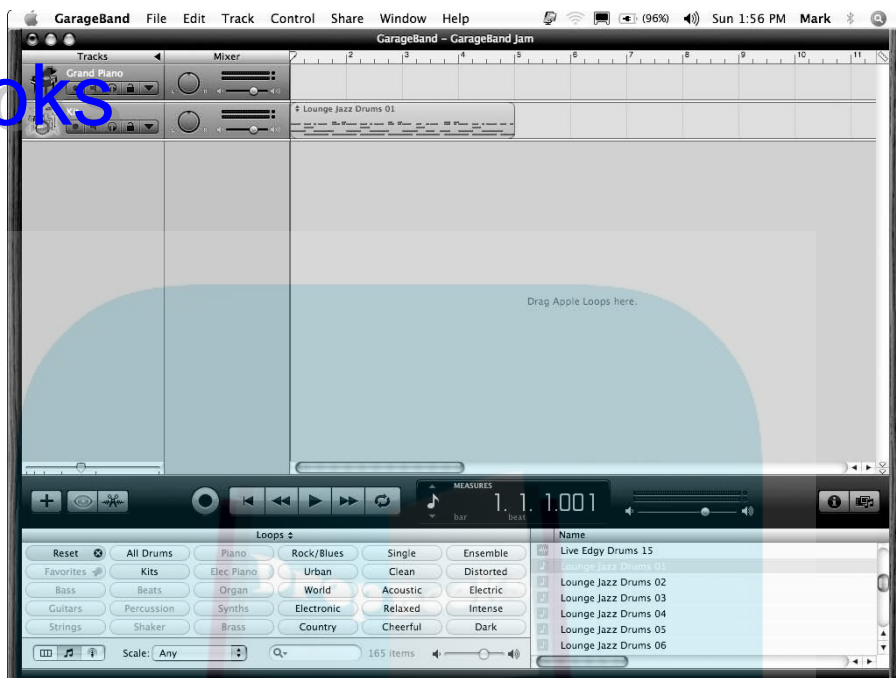 GarageBand File Edit Track Control Share Window Help (96%) Sun 1:56 PM Mark
GarageBand – GarageBand Jam
Tracks Mixer 2 3 4 5 6 7 8 9 10 11
Grand Piano
oks
Lounge Jazz Drums 01
Drag Apple Loops here.
MEASURES
1. 1. 1.001
bar beat
Loops Name
Reset All Drums Piano Rock/Blues Single Ensemble Live Edgy Drums 15
Favorites Kits Elec Piano Urban Clean Distorted Lounge Jazz Drums 01
Bass Beats Organ World Acoustic Electric Lounge Jazz Drums 02
Guitars Percussion Synths Electronic Relaxed Intense Lounge Jazz Drums 03
Strings Shaker Brass Country Cheerful Dark Lounge Jazz Drums 04
Lounge Jazz Drums 05
Scale: Any 165 items Lounge Jazz Drums 06